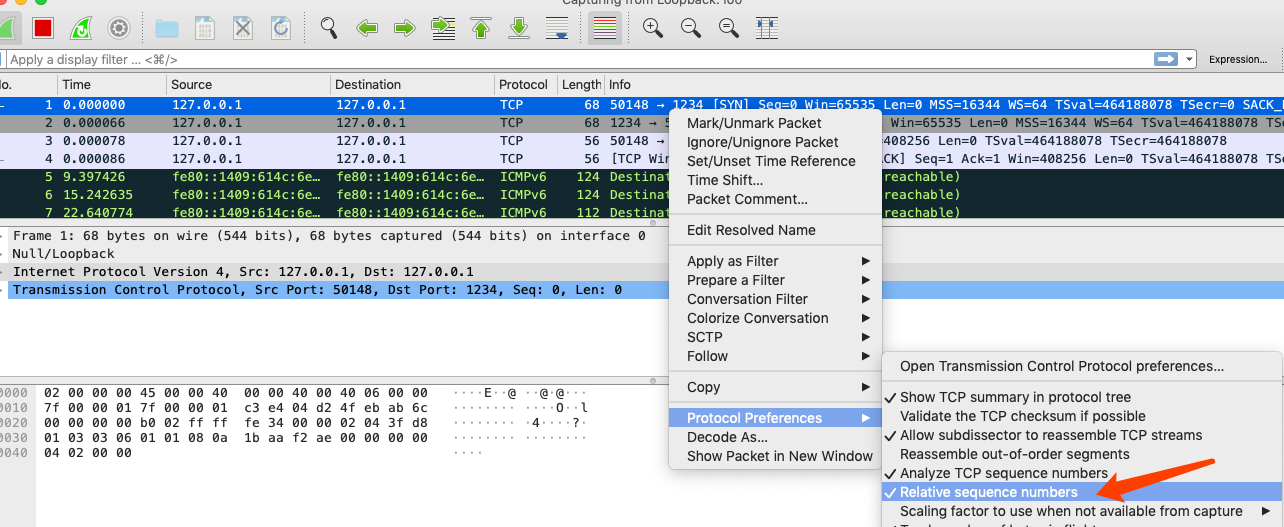 Capturing from Loopback: lo0
Apply a display filter ... <⌘/>
Expression...
No. Time Source Destination Protocol Length Info
1 0.000000 127.0.0.1 127.0.0.1 TCP 68 50148 → 1234 [SYN] Seq=0 Win=65535 Len=0 MSS=16344 WS=64 TSval=464188078 TSecr=0 SACK_
2 0.000066 127.0.0.1 127.0.0.1 TCP 68 1234 → 5 Win=65535 Len=0 MSS=16344 WS=64 TSval=464188078 TSe
3 0.000078 127.0.0.1 127.0.0.1 TCP 56 50148 =408256 Len=0 TSval=464188078 TSecr=464188078
4 0.000086 127.0.0.1 127.0.0.1 TCP 56 [TCP Win CK] Seq=1 Ack=1 Win=408256 Len=0 TSval=464188078 TS
5 9.397426 fe80::1409:614c:6e… fe80::1409:614c:6e… ICMPv6 124 Destinat reachable)
6 15.242635 fe80::1409:614c:6e… fe80::1409:614c:6e… ICMPv6 124 Destinat reachable)
7 22.640774 fe80::1409:614c:6e… fe80::1409:614c:6e… ICMPv6 112 Destinat reachable)
Frame 1: 68 bytes on wire (544 bits), 68 bytes captured (544 bits) on interface 0
Null/Loopback
Internet Protocol Version 4, Src: 127.0.0.1, Dst: 127.0.0.1
Transmission Control Protocol, Src Port: 50148, Dst Port: 1234, Seq: 0, Len: 0
0000 02 00 00 00 45 00 00 40 00 00 40 00 40 06 00 00 ····E··@ ··@·@···
0010 7f 00 00 01 7f 00 00 01 c3 e4 04 d2 4f eb ab 6c ········ ····O··l
0020 00 00 00 00 b0 02 ff ff fe 34 00 00 02 04 3f d8 ········ ·4····?·
0030 01 03 03 06 01 01 08 0a 1b aa f2 ae 00 00 00 00 ········ ········
0040 04 02 00 00 ····
Mark/Unmark Packet
Ignore/Unignore Packet
Set/Unset Time Reference
Time Shift...
Packet Comment...
Edit Resolved Name
Apply as Filter
Prepare a Filter
Conversation Filter
Colorize Conversation
SCTP
Follow
Copy
Protocol Preferences
Decode As...
Show Packet in New Window
Open Transmission Control Protocol preferences...
✓ Show TCP summary in protocol tree
Validate the TCP checksum if possible
✓ Allow subdissector to reassemble TCP streams
Reassemble out-of-order segments
✓ Analyze TCP sequence numbers
✓ Relative sequence numbers
Scaling factor to use when not available from capture